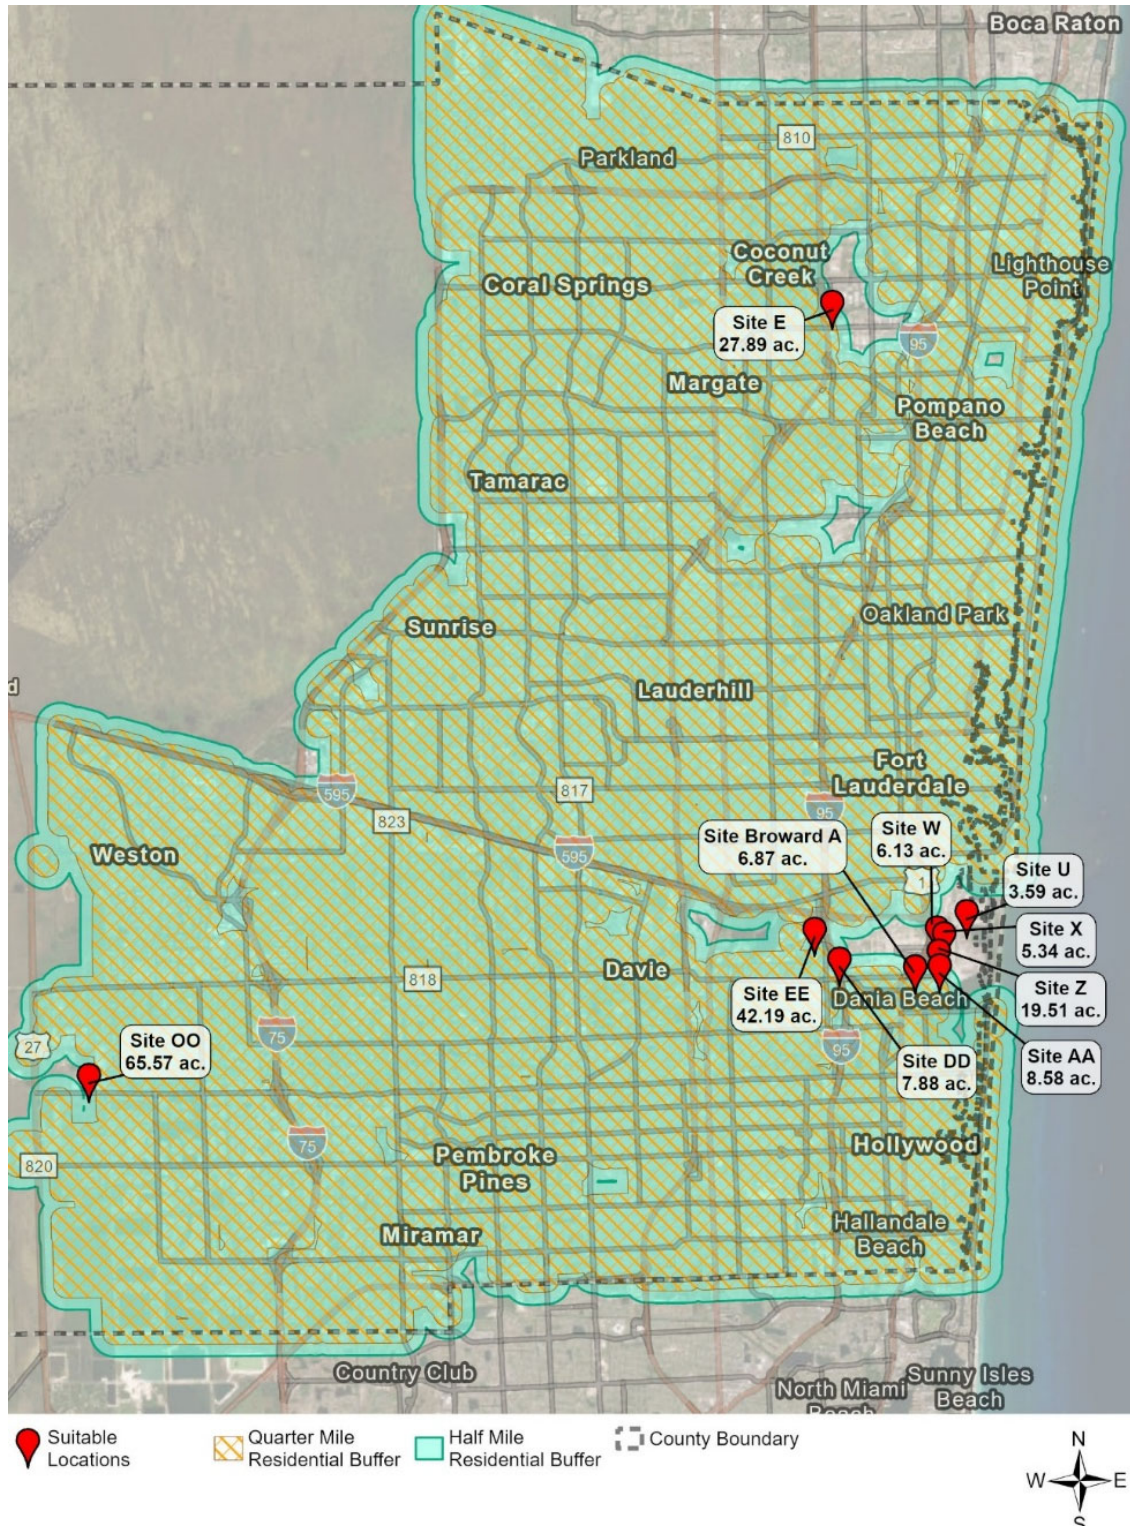 Boca Raton
810
Parkland
Coconut
Creek
Lighthouse
Point
Coral Springs
Site E
27.89 ac.
95
Margate
Pompano
Beach
Tamarac
Oakland Park
Sunrise
d
Lauderhill
Fort
Lauderdale
595
817
95
823
Site Broward A
6.87 ac.
Site W
6.13 ac.
595
Weston
1
Site U
3.59 ac.
Site X
5.34 ac.
Davie
818
Site EE
42.19 ac.
Dania Beach
Site Z
19.51 ac.
27
Site OO
65.57 ac.
75
95
Site DD
7.88 ac.
Site AA
8.58 ac.
75
Hollywood
820
Pembroke
Pines
Miramar
Hallandale
Beach
Country Club
North Miami
Beach
Sunny Isles
Beach
Suitable
Locations
Quarter Mile
Residential Buffer
Half Mile
Residential Buffer
County Boundary
N
W E
S